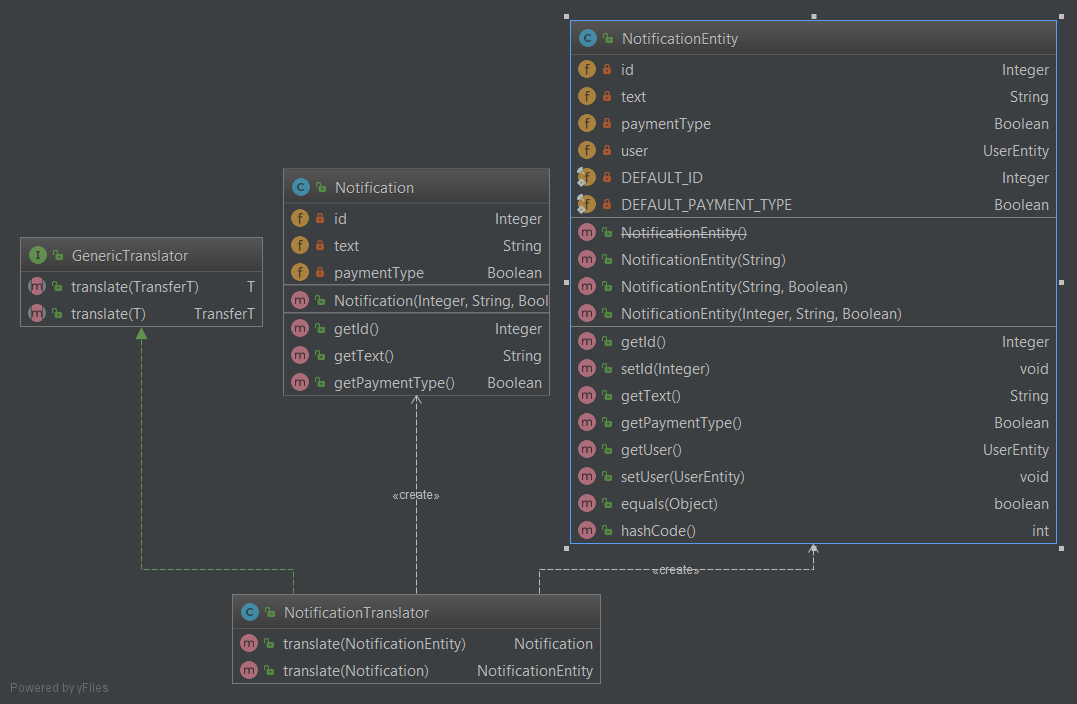 NotificationEntity
id Integer
text String
paymentType Boolean
user UserEntity
DEFAULT_ID Integer
DEFAULT_PAYMENT_TYPE Boolean
NotificationEntity()
NotificationEntity(String)
NotificationEntity(String, Boolean)
NotificationEntity(Integer, String, Boolean)
getId() Integer
setId(Integer) void
getText() String
getPaymentType() Boolean
getUser() UserEntity
setUser(UserEntity) void
equals(Object) boolean
hashCode() int
Notification
id Integer
text String
paymentType Boolean
Notification(Integer, String, Bool
getId() Integer
getText() String
getPaymentType() Boolean
GenericTranslator
translate(TransferT) T
translate(T) TransferT
«create»
«create»
NotificationTranslator
translate(NotificationEntity) Notification
translate(Notification) NotificationEntity
Powered by yFiles